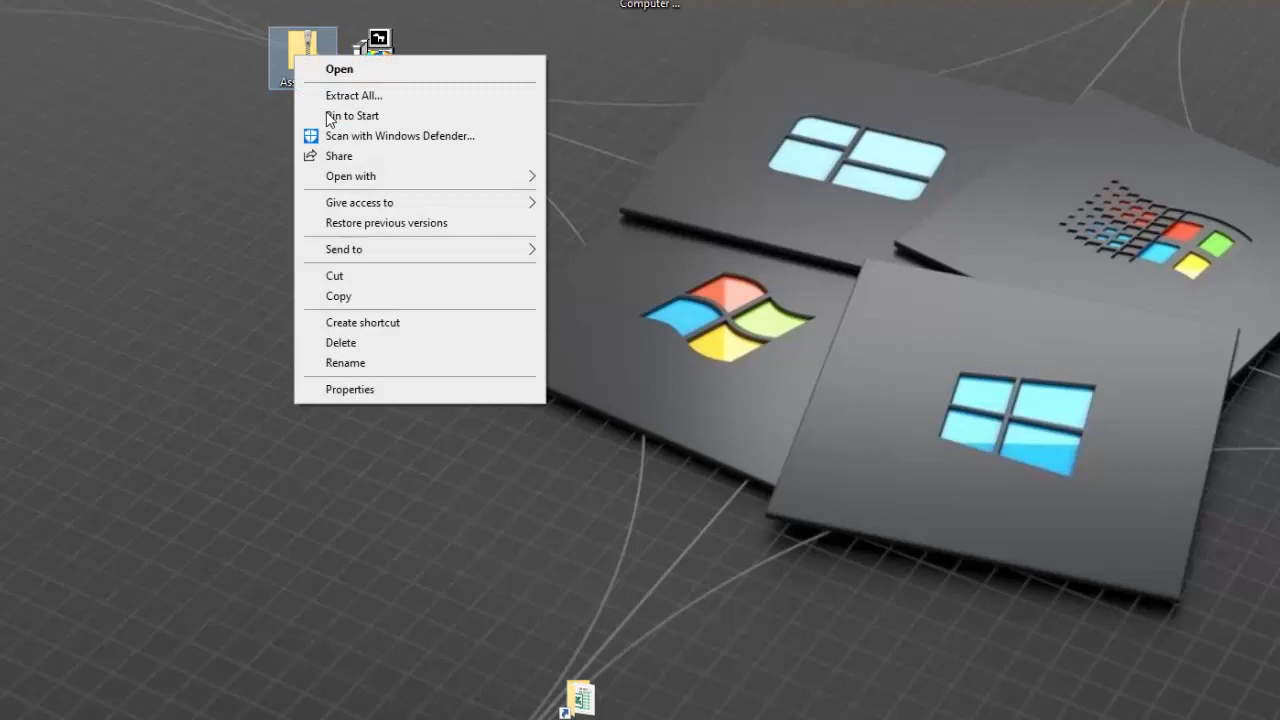 Computer ...
Open
Extract All...
Pin to Start
Scan with Windows Defender...
Share
Open with
Give access to
Restore previous versions
Send to
Cut
Copy
Create shortcut
Delete
Rename
Properties